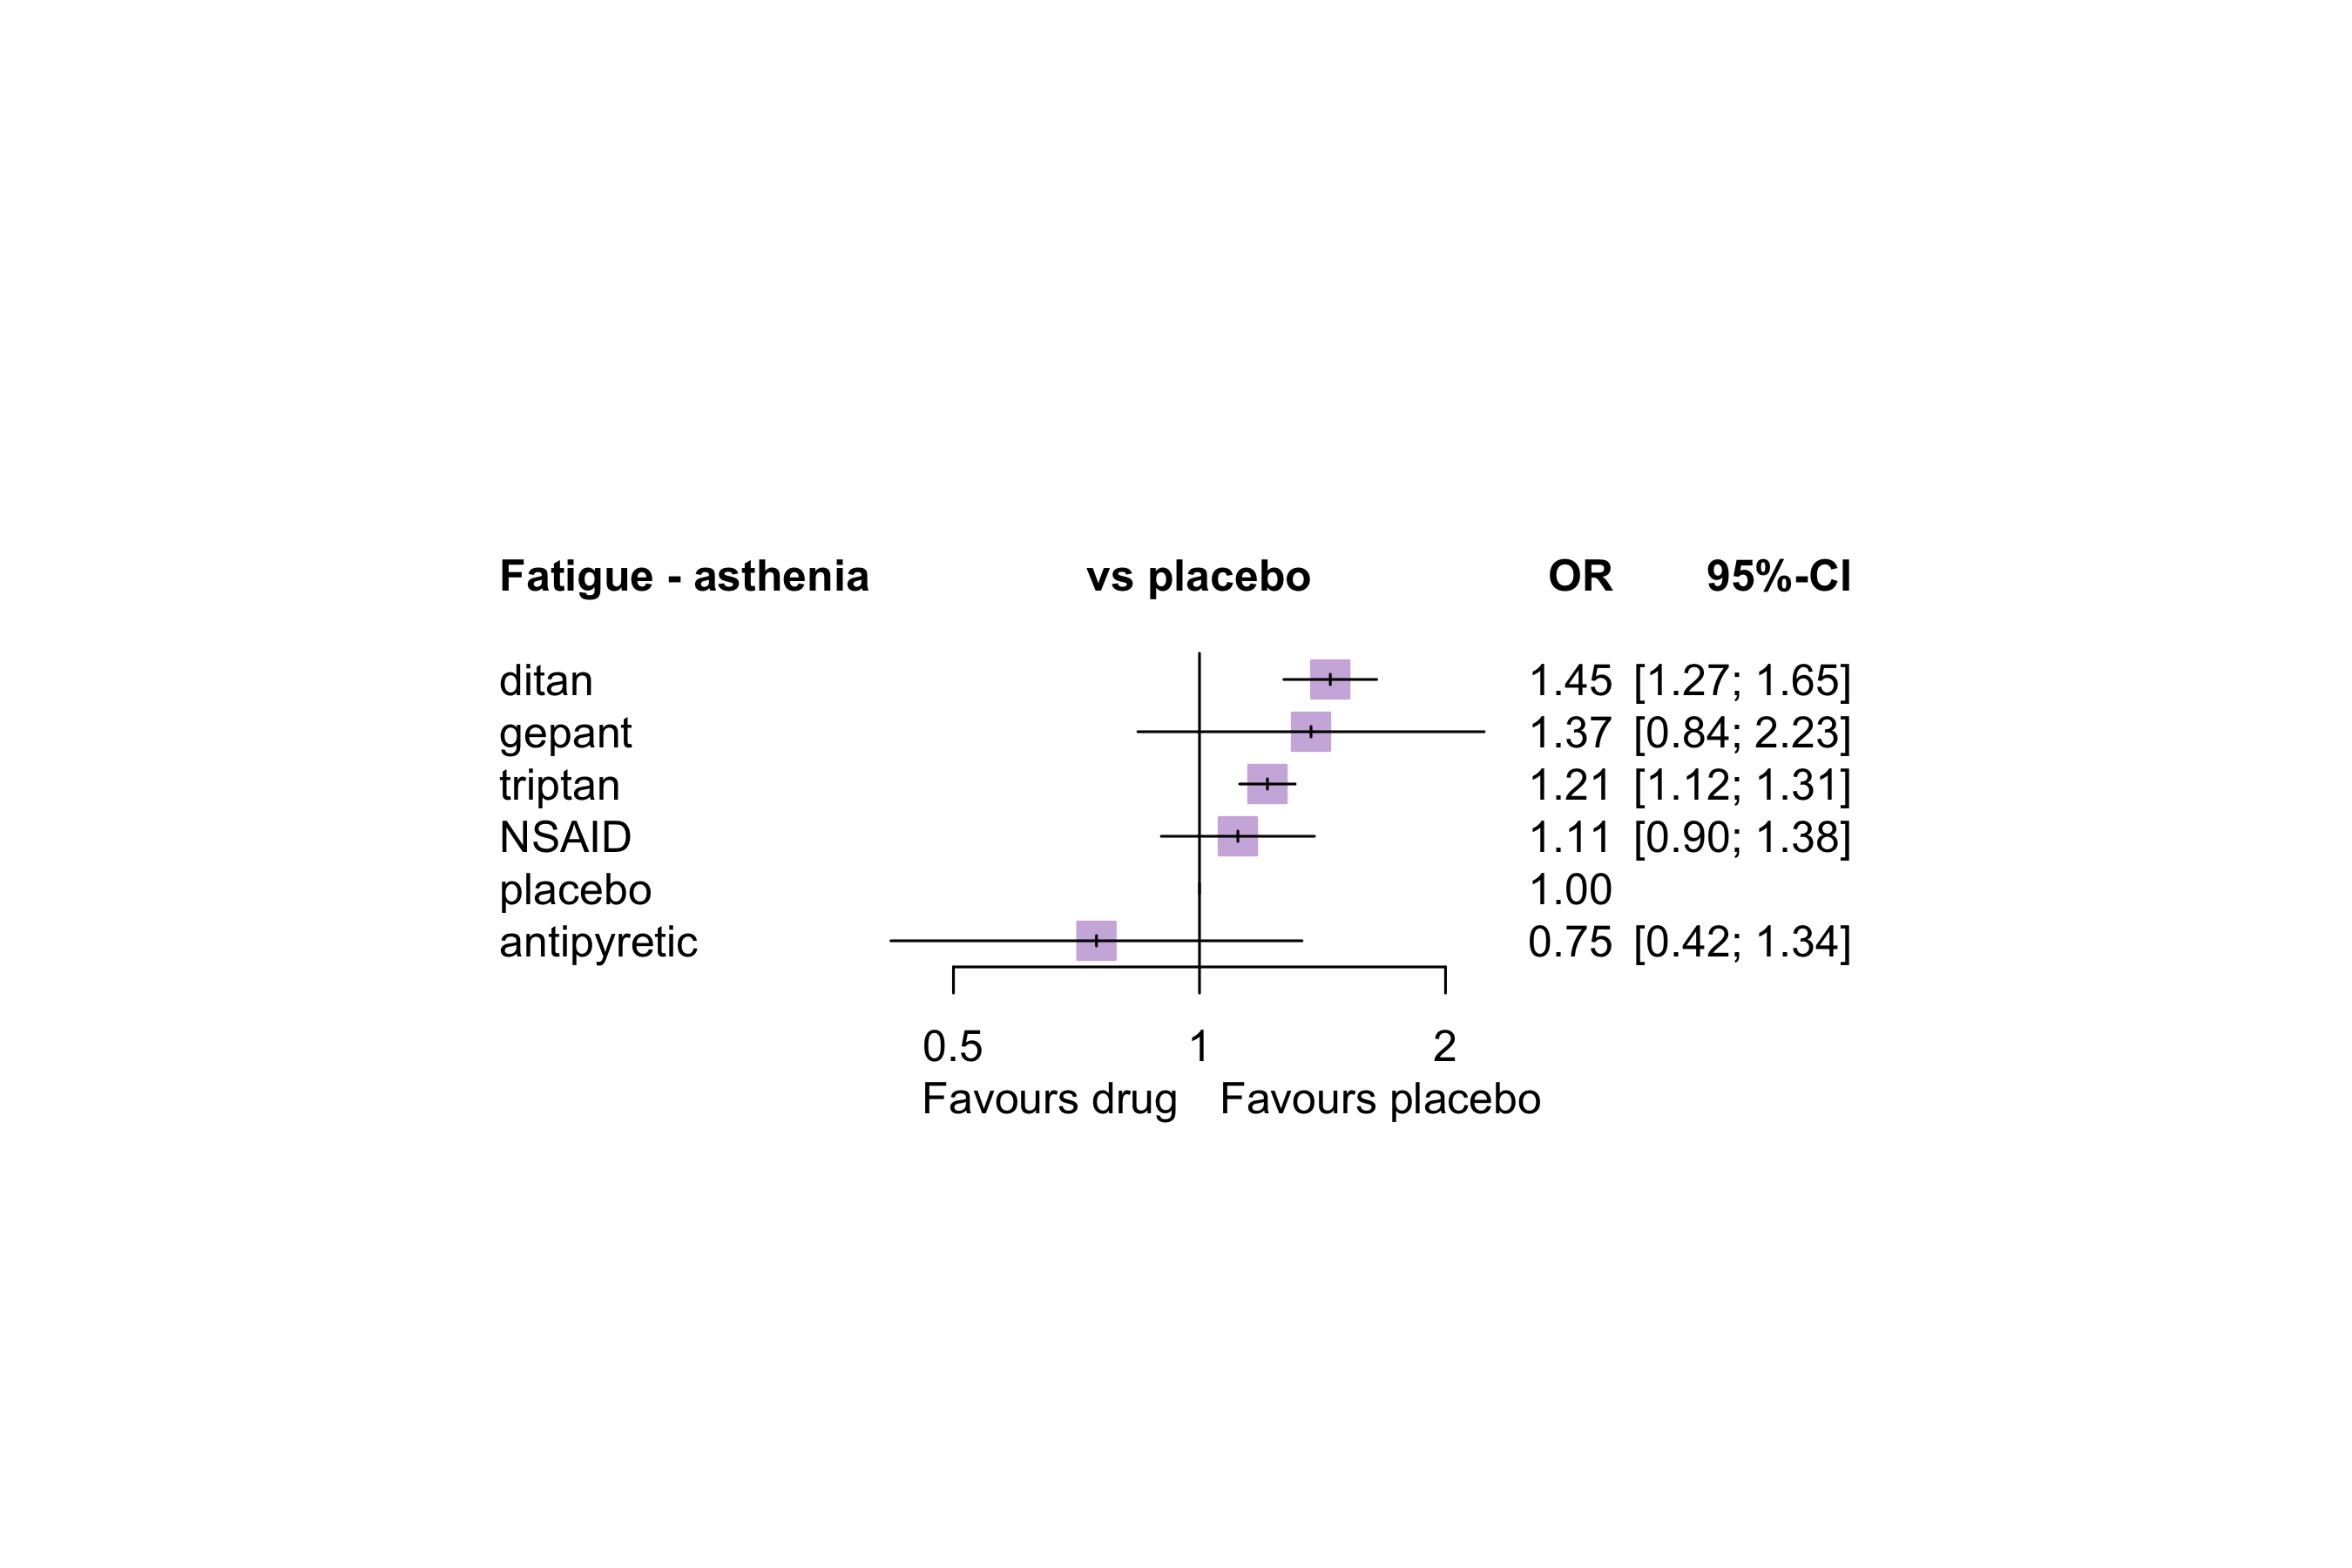 Fatigue - asthenia vs placebo OR 95%-CI
ditan 1.45 [1.27; 1.65]
gepant 1.37 [0.84; 2.23]
triptan 1.21 [1.12; 1.31]
NSAID 1.11 [0.90; 1.38]
placebo 1.00
antipyretic 0.75 [0.42; 1.34]
0.5 1 2
Favours drug Favours placebo